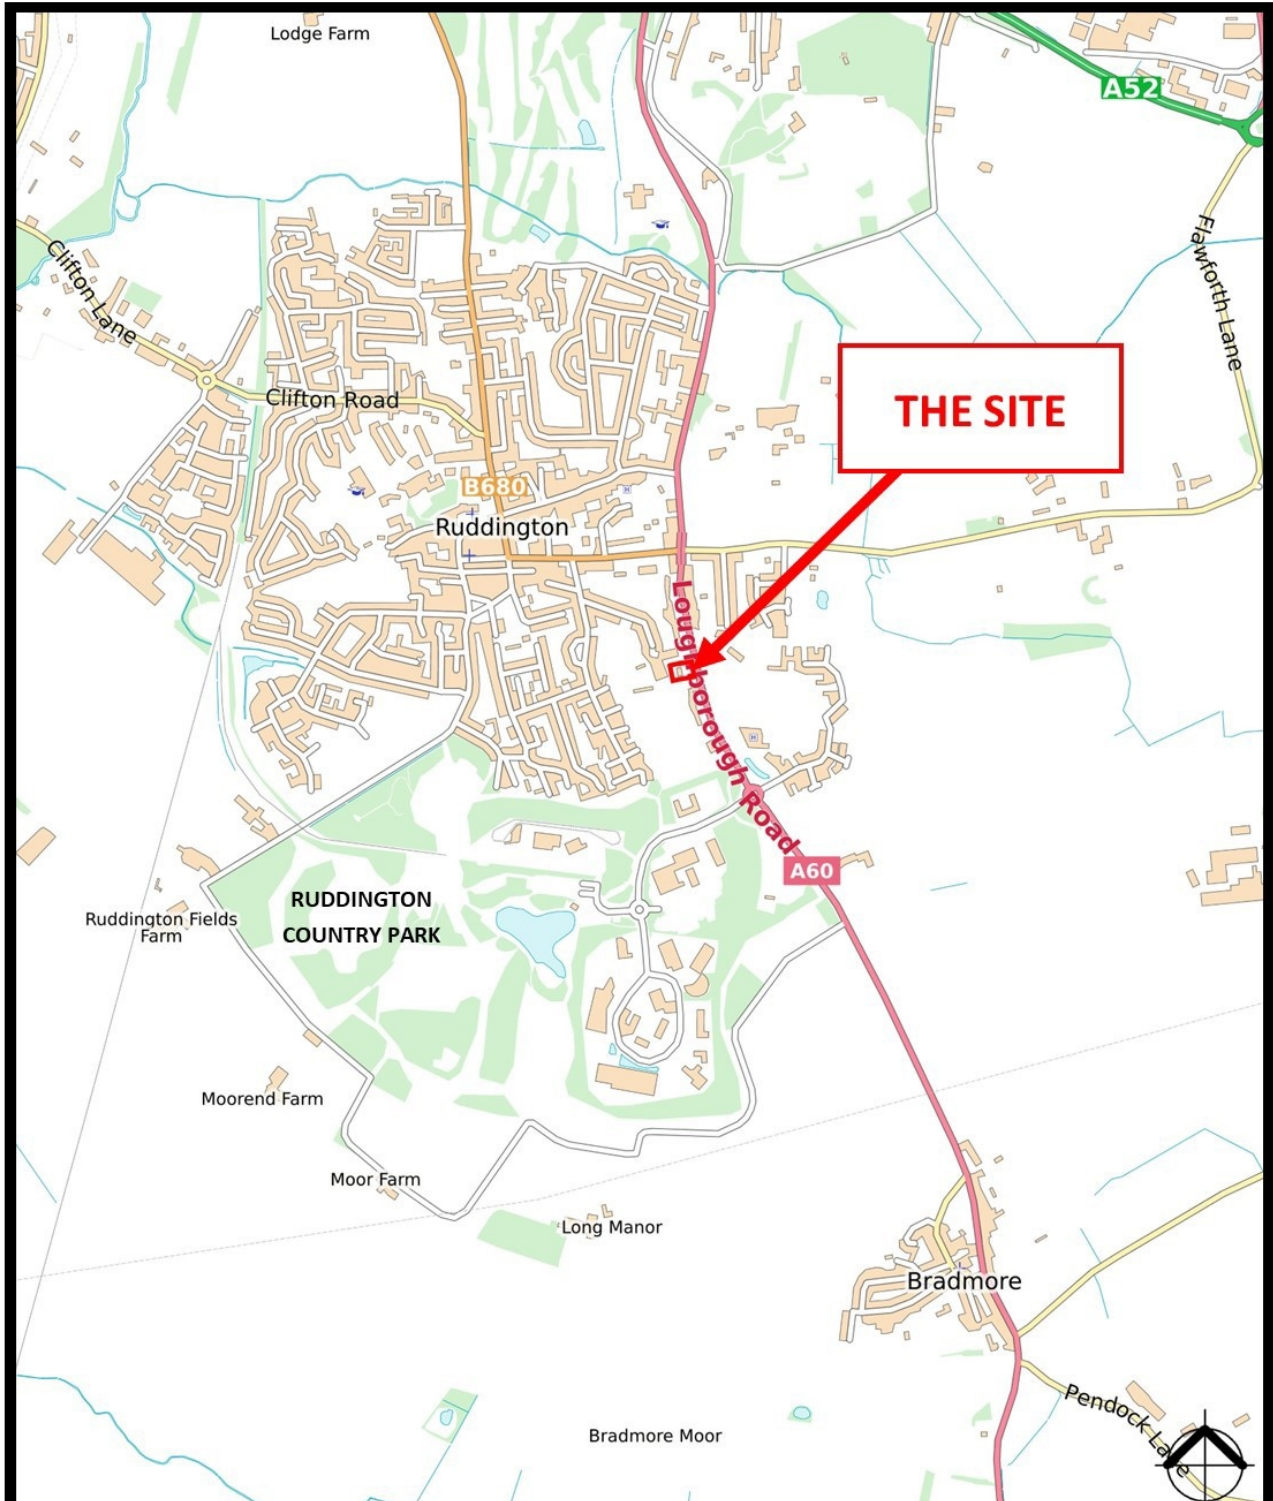 Lodge Farm
A52
Clifton Lane
Flawforth Lane
Clifton Road
THE SITE
B680
Ruddington
Loughborough Road
A60
RUDDINGTON
COUNTRY PARK
Ruddington Fields
Farm
Moorend Farm
Moor Farm
Long Manor
Bradmore
Pendock Lane
Bradmore Moor